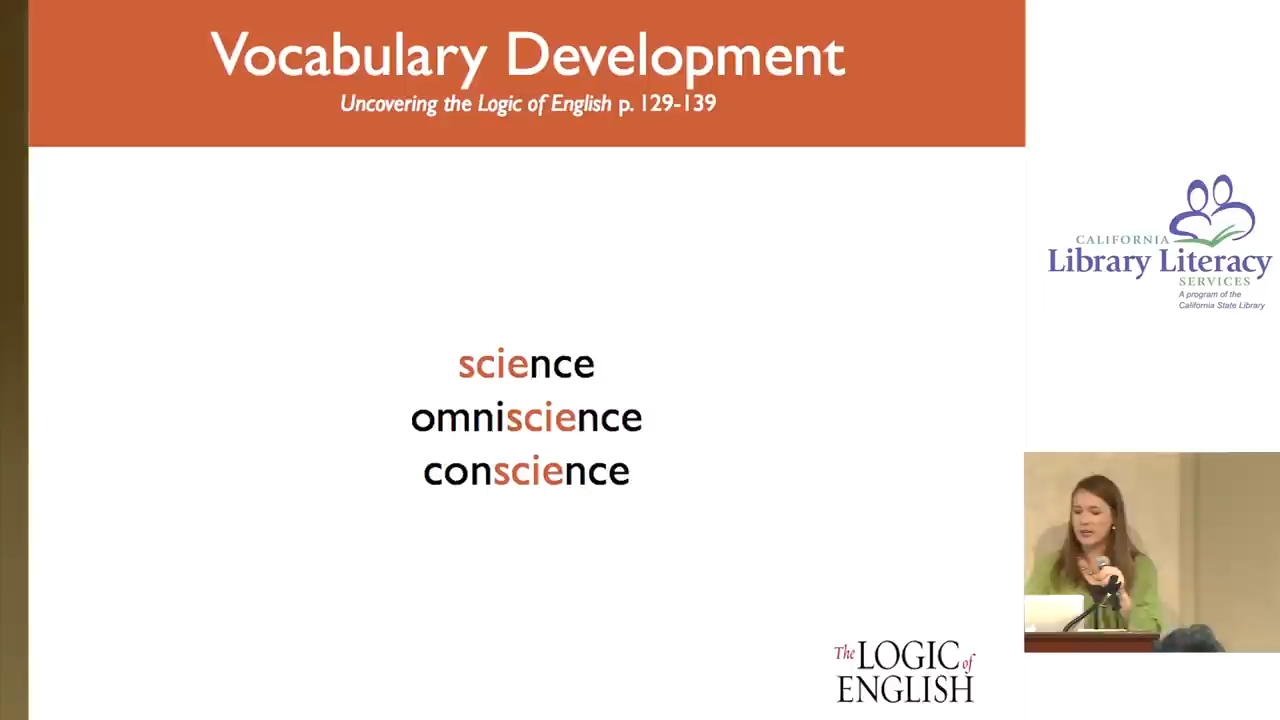 Vocabulary Development
Uncovering the Logic of English p. 129-139
science
omniscience
conscience
The LOGIC of
ENGLISH
CALIFORNIA
Library Literacy
SERVICES
A program of the
California State Library